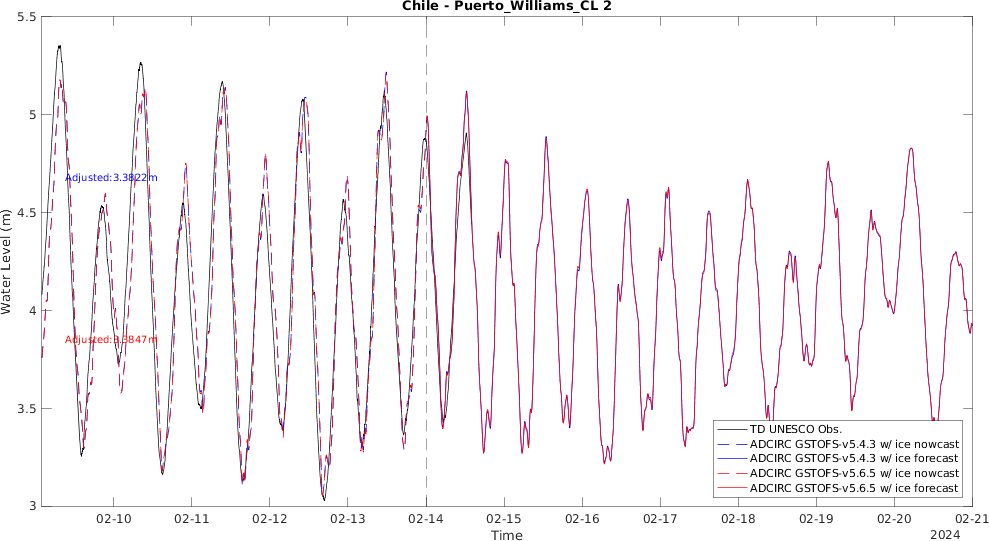 Chile - Puerto_Williams_CL 2
5.5
5
4.5
4
3.5
3
Water Level (m)
Adjusted:3.3822m
Adjusted:3.3847m
TD UNESCO Obs.
ADCIRC GSTOFS-v5.4.3 w/ ice nowcast
ADCIRC GSTOFS-v5.4.3 w/ ice forecast
ADCIRC GSTOFS-v5.6.5 w/ ice nowcast
ADCIRC GSTOFS-v5.6.5 w/ ice forecast
02-10 02-11 02-12 02-13 02-14 02-15 02-16 02-17 02-18 02-19 02-20 02-21
Time
2024